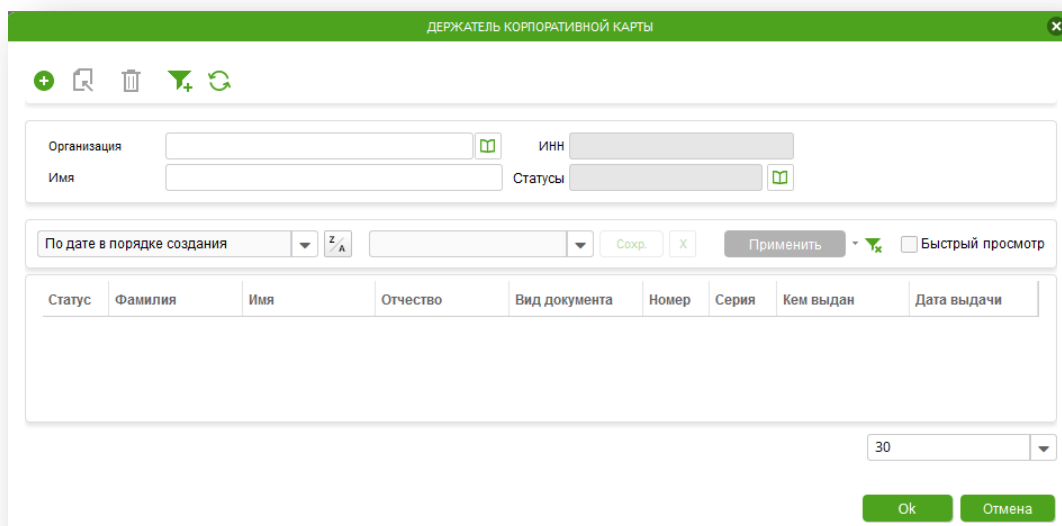 ДЕРЖАТЕЛЬ КОРПОРАТИВНОЙ КАРТЫ
Организация ИНН
Имя Статусы
По дате в порядке создания Z/A Сохр. X Применить Быстрый просмотр
Статус Фамилия Имя Отчество Вид документа Номер Серия Кем выдан Дата выдачи
30
Ok Отмена